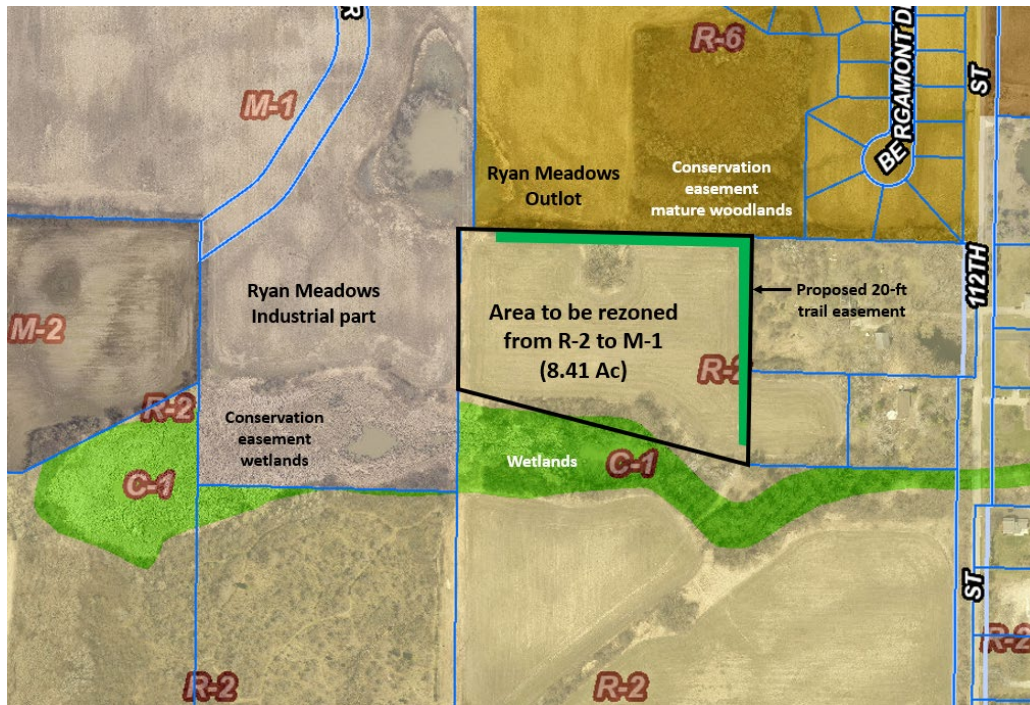 R
R-6
ST
M-1
BERGAMONT D
Ryan Meadows
Outlot
Conservation
easement
mature woodlands
112TH
Ryan Meadows
Industrial part
Area to be rezoned
from R-2 to M-1
(8.41 Ac)
Proposed 20-ft
trail easement
M-2
R-2
R-2
Conservation
easement
wetlands
Wetlands
C-1
C-1
ST
R-2
R-2
R-2